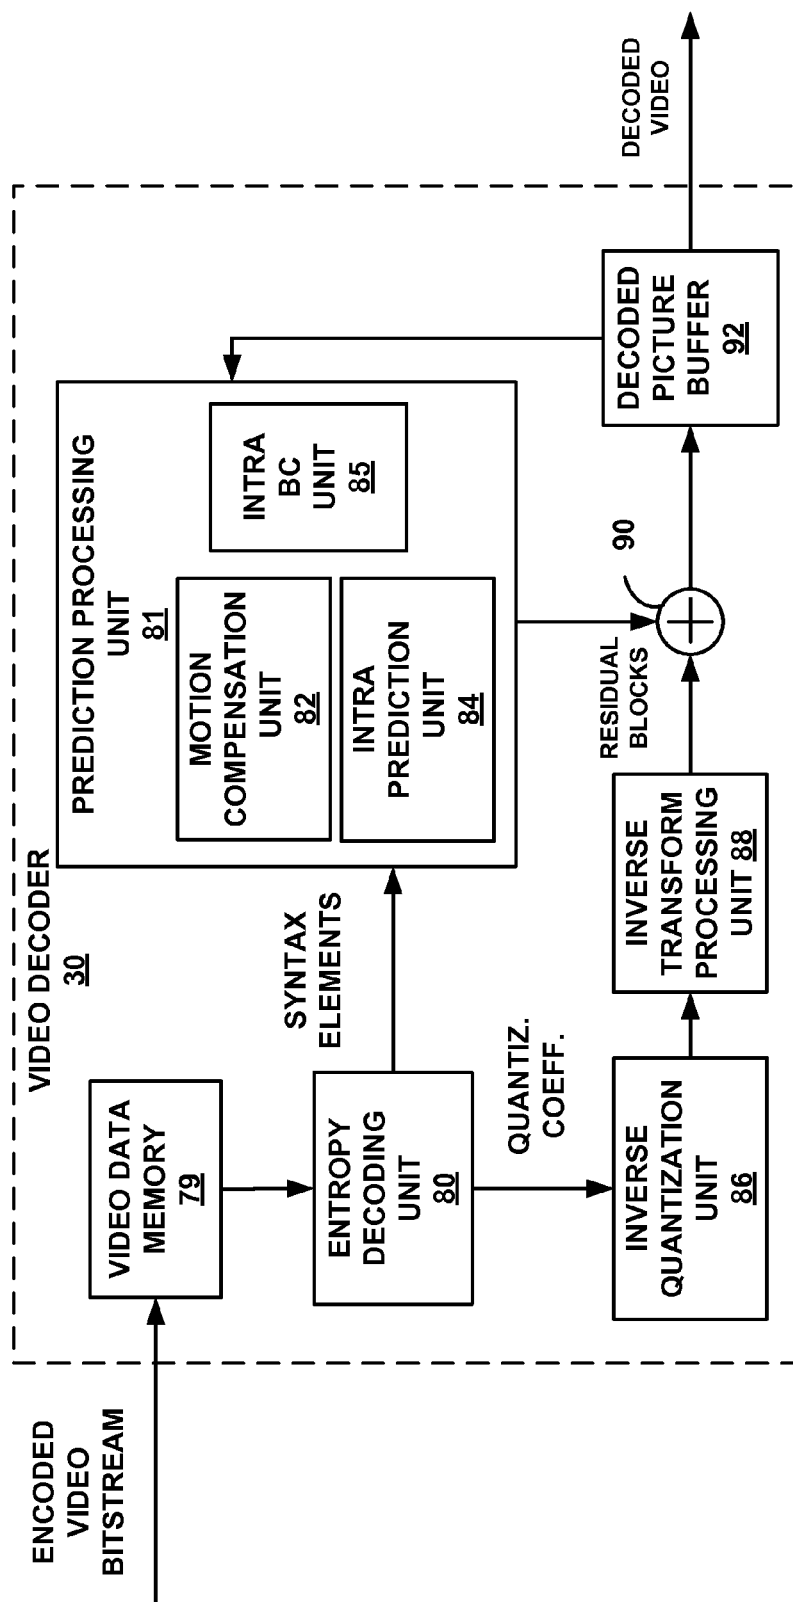 ENCODED
VIDEO
BITSTREAM
VIDEO DECODER
30
VIDEO DATA
MEMORY
79
ENTROPY
DECODING
UNIT
80
SYNTAX
ELEMENTS
QUANTIZ.
COEFF.
PREDICTION PROCESSING
UNIT
81
MOTION
COMPENSATION
UNIT
82
INTRA
PREDICTION
UNIT
84
INTRA
BC
UNIT
85
INVERSE
QUANTIZATION
UNIT
86
INVERSE
TRANSFORM
PROCESSING
UNIT 88
RESIDUAL
BLOCKS
90
DECODED
PICTURE
BUFFER
92
DECODED
VIDEO